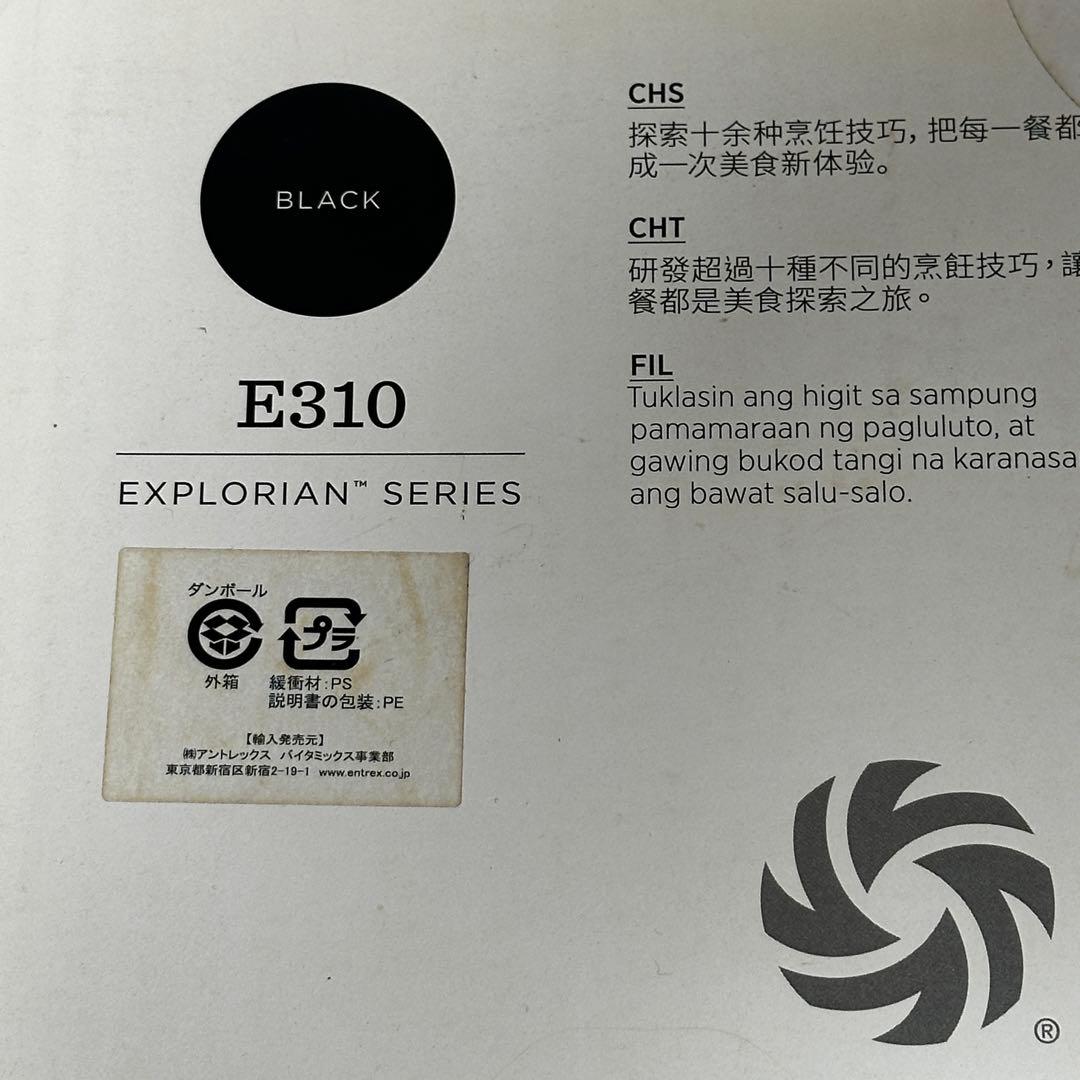 BLACK
E310
EXPLORIAN™ SERIES
ダンボール
プラ
外箱
緩衝材:PS
説明書の包装:PE
【輸入発売元】
㈱アントレックス バイタミックス事業部
東京都新宿区新宿2-19-1 www.entrex.co.jp
CHS
探索十余种烹饪技巧, 把每一餐都
成一次美食新体验。
CHT
研發超過十種不同的烹飪技巧，讓
餐都是美食探索之旅。
FIL
Tuklasin ang higit sa sampung
pamamaraan ng pagluluto, at
gawing bukod tangi na karanasa
ang bawat salu-salo.
®